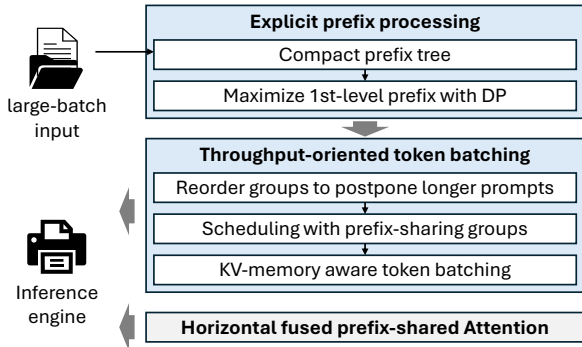 Explicit prefix processing
Compact prefix tree
Maximize 1st-level prefix with DP
large-batch
input
Throughput-oriented token batching
Reorder groups to postpone longer prompts
Scheduling with prefix-sharing groups
KV-memory aware token batching
Inference
engine
Horizontal fused prefix-shared Attention